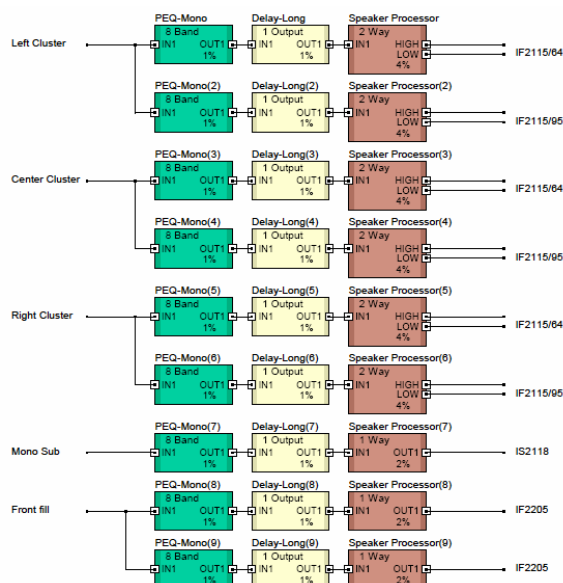 PEQ-Mono Delay-Long Speaker Processor
8 Band 1 Output 2 Way
Left Cluster IN1 OUT1 IN1 OUT1 IN1 HIGH
1% 1% LOW IF2115/64
4%
PEQ-Mono(2) Delay-Long(2) Speaker Processor(2)
8 Band 1 Output 2 Way
IN1 OUT1 IN1 OUT1 IN1 HIGH
1% 1% LOW IF2115/95
4%
PEQ-Mono(3) Delay-Long(3) Speaker Processor(3)
8 Band 1 Output 2 Way
Center Cluster IN1 OUT1 IN1 OUT1 IN1 HIGH
1% 1% LOW IF2115/64
4%
PEQ-Mono(4) Delay-Long(4) Speaker Processor(4)
8 Band 1 Output 2 Way
IN1 OUT1 IN1 OUT1 IN1 HIGH
1% 1% LOW IF2115/95
4%
PEQ-Mono(5) Delay-Long(5) Speaker Processor(5)
8 Band 1 Output 2 Way
Right Cluster IN1 OUT1 IN1 OUT1 IN1 HIGH
1% 1% LOW IF2115/64
4%
PEQ-Mono(6) Delay-Long(6) Speaker Processor(6)
8 Band 1 Output 2 Way
IN1 OUT1 IN1 OUT1 IN1 HIGH
1% 1% LOW IF2115/95
4%
PEQ-Mono(7) Delay-Long(7) Speaker Processor(7)
8 Band 1 Output 1 Way
Mono Sub IN1 OUT1 IN1 OUT1 IN1 OUT1 IS2118
1% 1% 2%
PEQ-Mono(8) Delay-Long(8) Speaker Processor(8)
8 Band 1 Output 1 Way
Front fill IN1 OUT1 IN1 OUT1 IN1 OUT1 IF2205
1% 1% 2%
PEQ-Mono(9) Delay-Long(9) Speaker Processor(9)
8 Band 1 Output 1 Way
IN1 OUT1 IN1 OUT1 IN1 OUT1 IF2205
1% 1% 2%